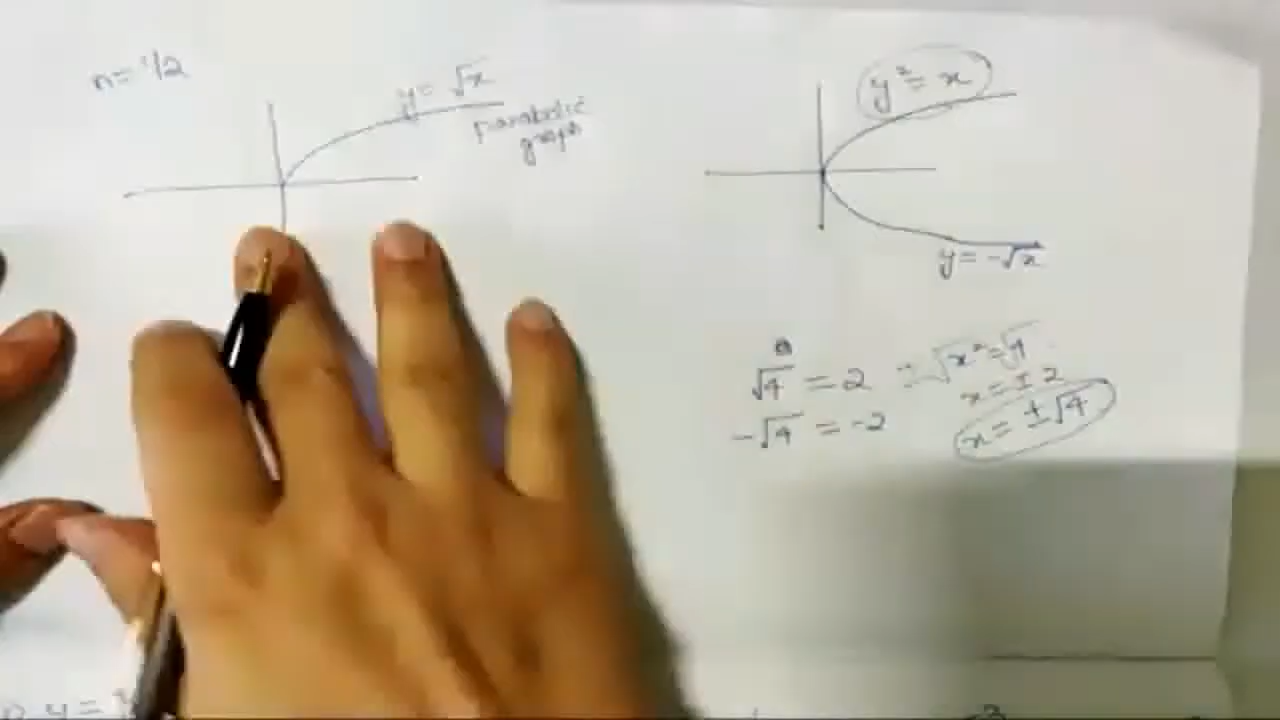 n = 1/2
y = √x
Parabolic
graph
y² = x
y = -√x
√4 = 2
-√4 = -2
± √x² = √4
x = ± 2
x = ± √4